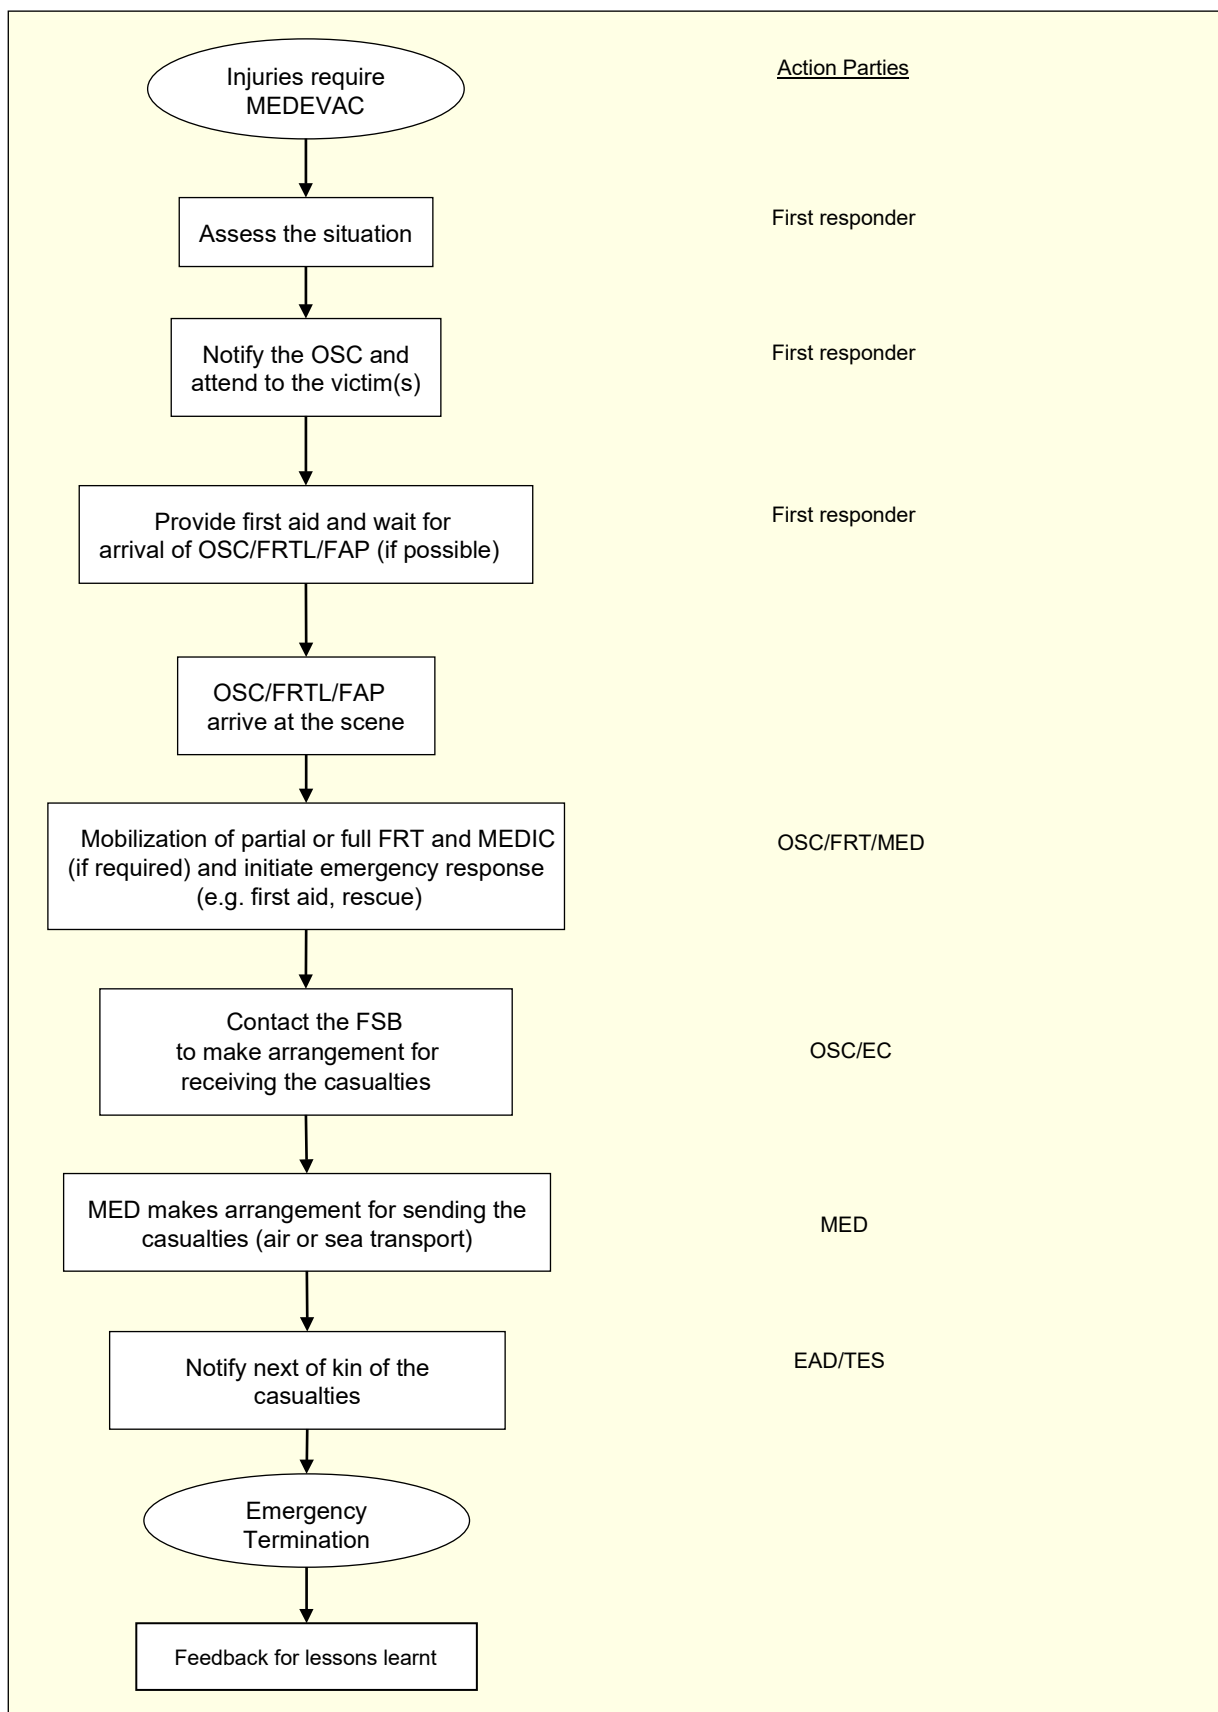 Injuries require
MEDEVAC
Action Parties
Assess the situation
First responder
Notify the OSC and
attend to the victim(s)
First responder
Provide first aid and wait for
arrival of OSC/FRTL/FAP (if possible)
First responder
OSC/FRTL/FAP
arrive at the scene
Mobilization of partial or full FRT and MEDIC
(if required) and initiate emergency response
(e.g. first aid, rescue)
OSC/FRT/MED
Contact the FSB
to make arrangement for
receiving the casualties
OSC/EC
MED makes arrangement for sending the
casualties (air or sea transport)
MED
Notify next of kin of the
casualties
EAD/TES
Emergency
Termination
Feedback for lessons learnt